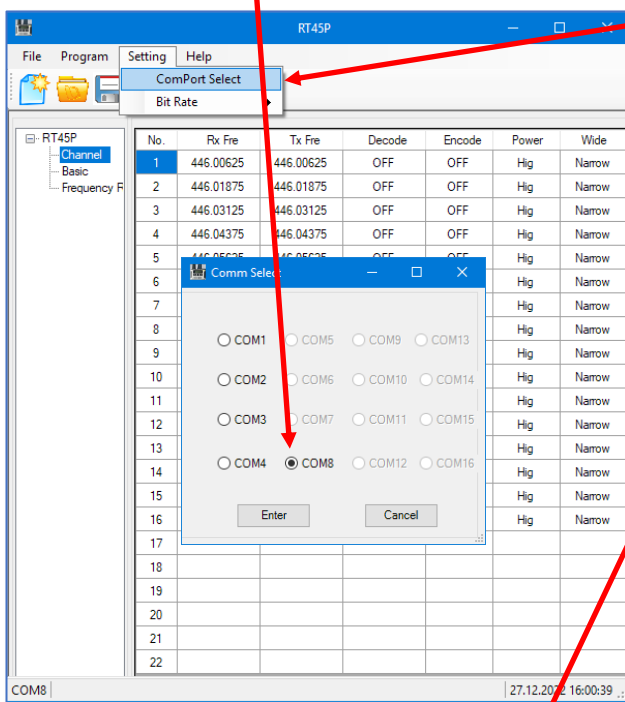 RT45P
File Program Setting Help
ComPort Select
Bit Rate
RT45P
Channel
Basic
Frequency R
No. Rx Fre Tx Fre Decode Encode Power Wide
1 446.00625 446.00625 OFF OFF Hig Narrow
2 446.01875 446.01875 OFF OFF Hig Narrow
3 446.03125 446.03125 OFF OFF Hig Narrow
4 446.04375 446.04375 OFF OFF Hig Narrow
5 Hig Narrow
6 Hig Narrow
7 Hig Narrow
8 Hig Narrow
9 Hig Narrow
10 Hig Narrow
11 Hig Narrow
12 Hig Narrow
13 Hig Narrow
14 Hig Narrow
15 Hig Narrow
16 Hig Narrow
17
18
19
20
21
22
Comm Select
COM1 COM5 COM9 COM13
COM2 COM6 COM10 COM14
COM3 COM7 COM11 COM15
COM4 COM8 COM12 COM16
Enter Cancel
COM8 27.12.2022 16:00:39